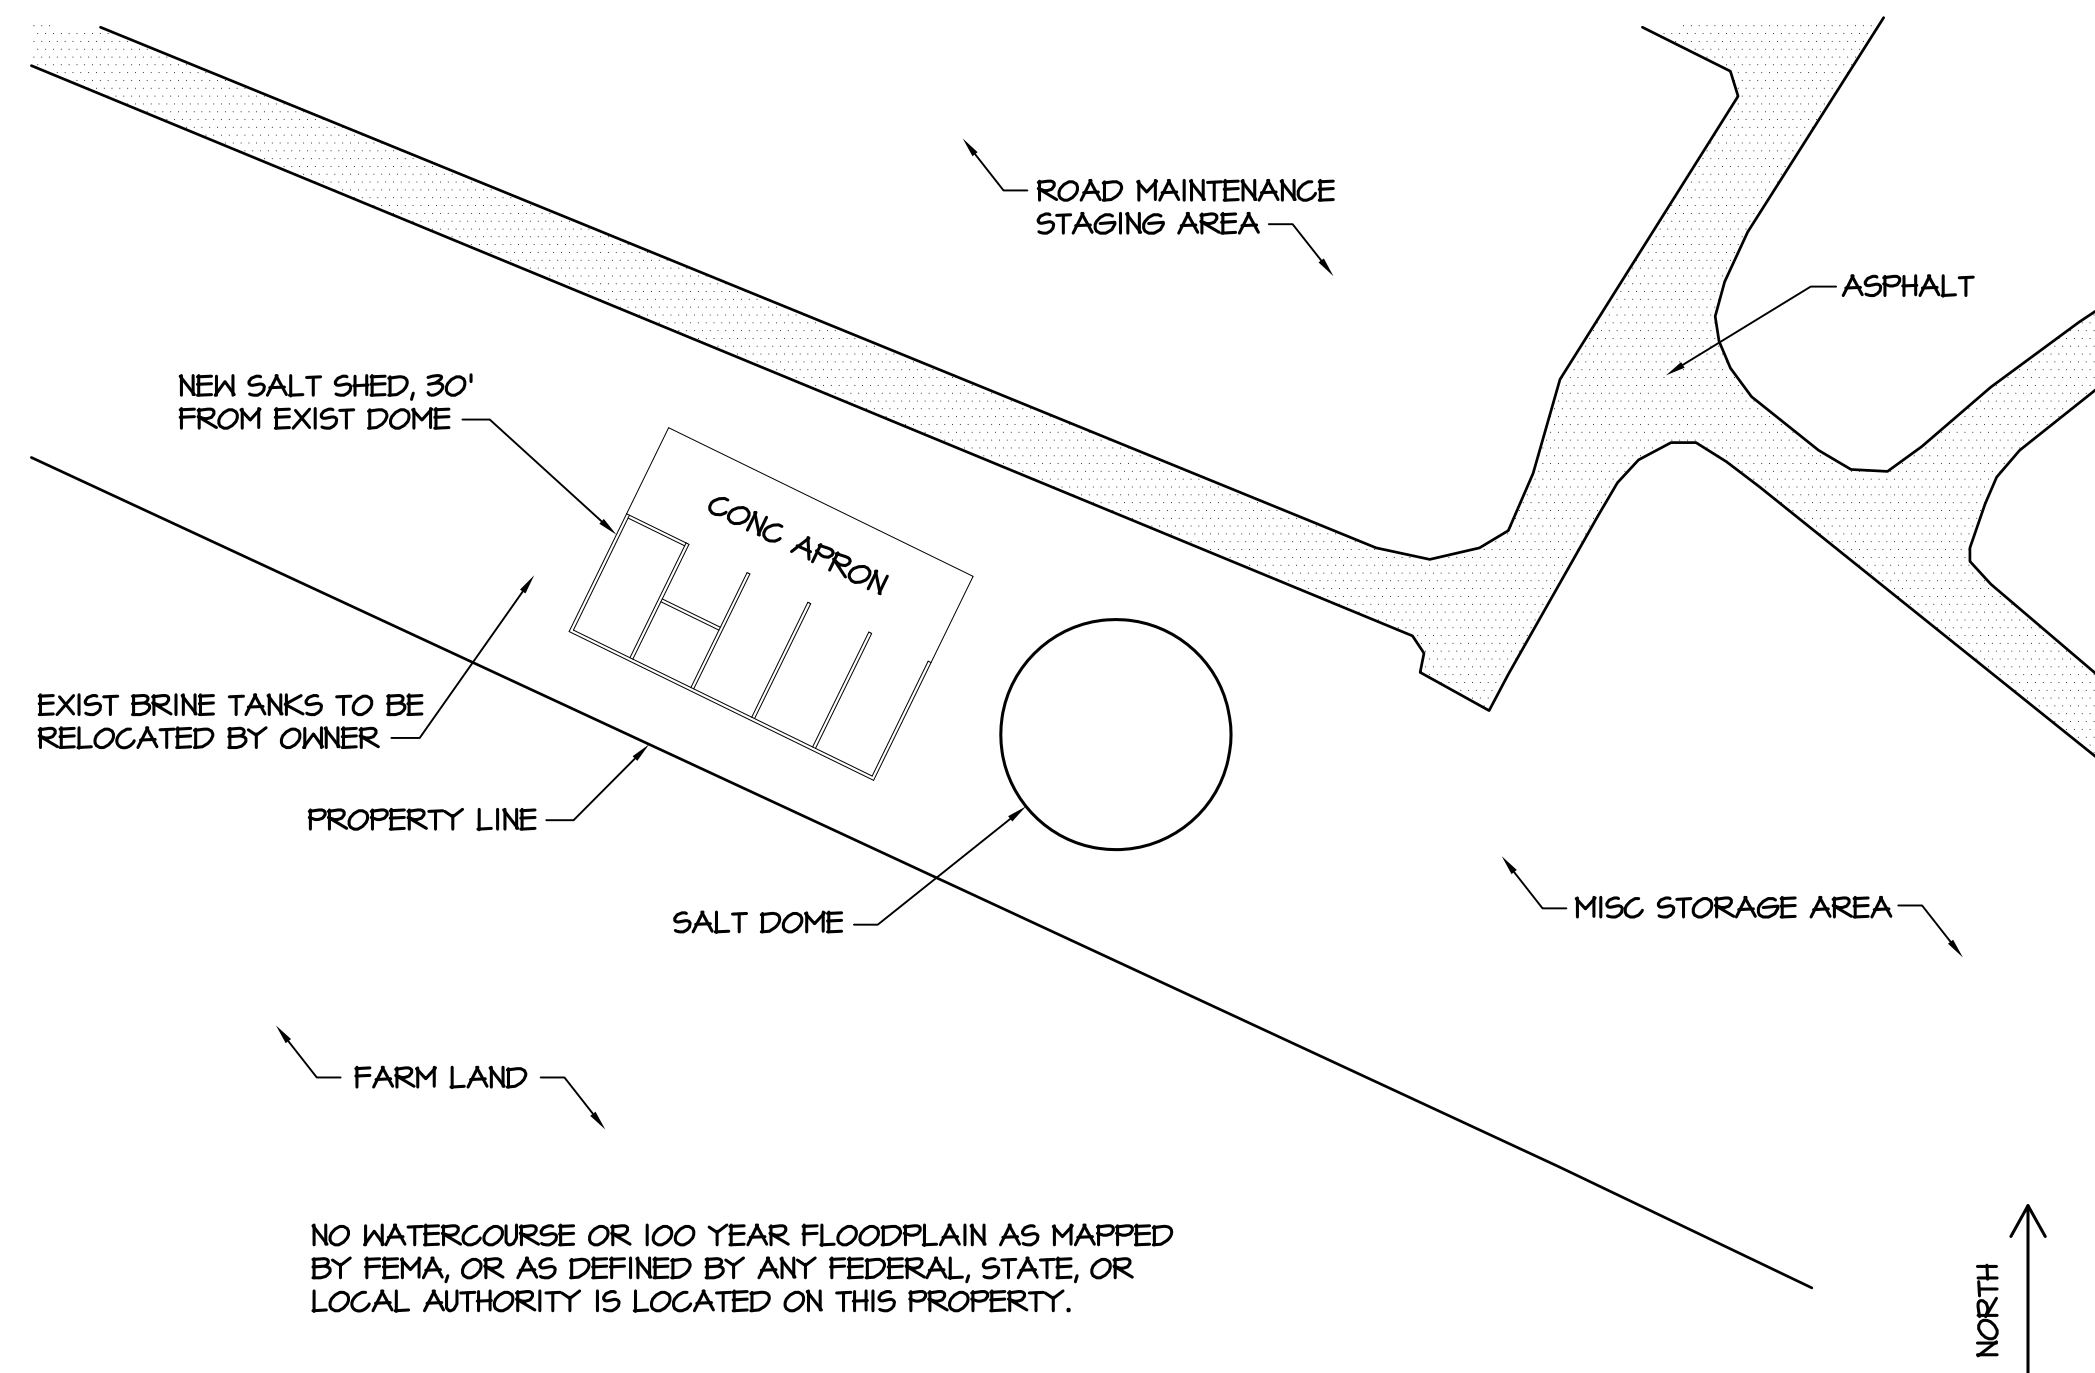 ROAD MAINTENANCE
STAGING AREA
ASPHALT
NEW SALT SHED, 30'
FROM EXIST DOME
CONC APRON
EXIST BRINE TANKS TO BE
RELOCATED BY OWNER
PROPERTY LINE
SALT DOME
MISC STORAGE AREA
FARM LAND
NO WATERCOURSE OR 100 YEAR FLOODPLAIN AS MAPPED
BY FEMA, OR AS DEFINED BY ANY FEDERAL, STATE, OR
LOCAL AUTHORITY IS LOCATED ON THIS PROPERTY.
NORTH